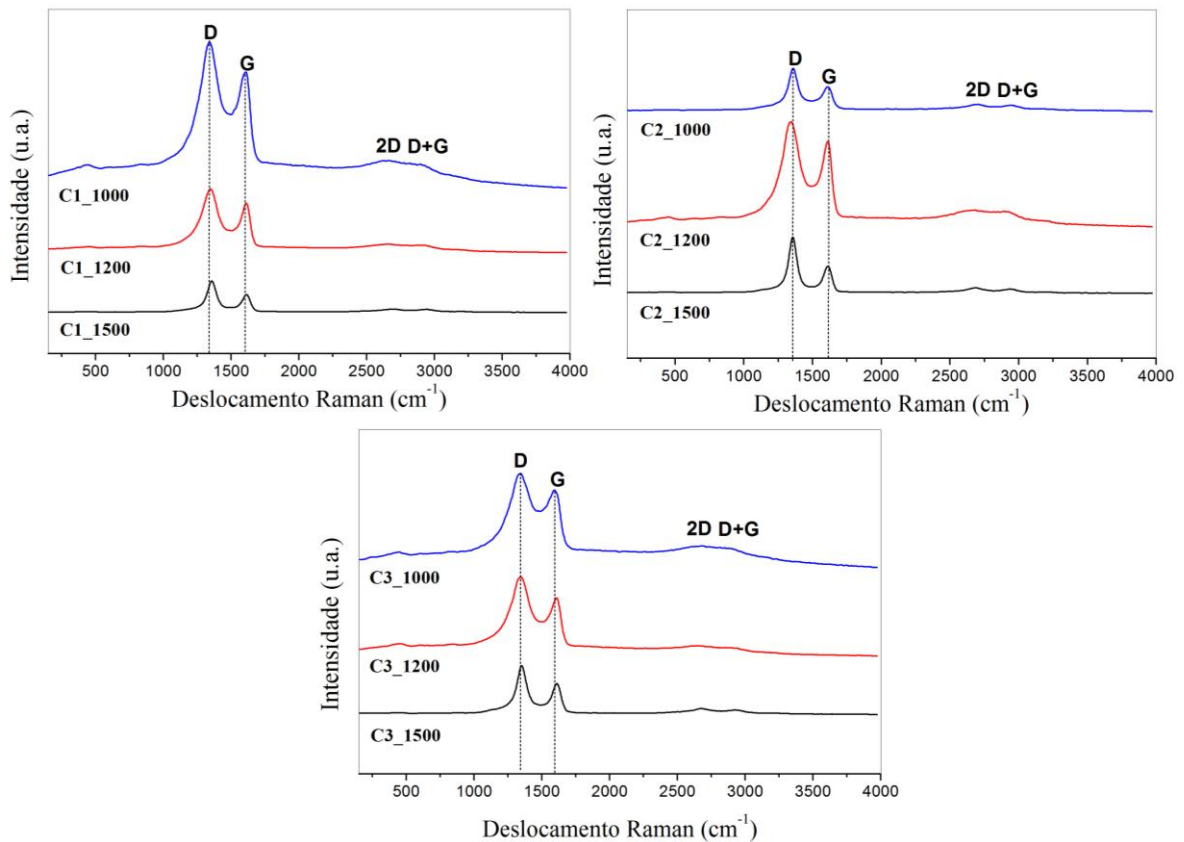 D
G
2D D+G
C1_1000
C1_1200
C1_1500
Intensidade (u.a.)
500 1000 1500 2000 2500 3000 3500 4000
Deslocamento Raman (cm⁻¹)
D
G
2D D+G
C2_1000
C2_1200
C2_1500
Intensidade (u.a.)
500 1000 1500 2000 2500 3000 3500 4000
Deslocamento Raman (cm⁻¹)
D
G
2D D+G
C3_1000
C3_1200
C3_1500
Intensidade (u.a.)
500 1000 1500 2000 2500 3000 3500 4000
Deslocamento Raman (cm⁻¹)